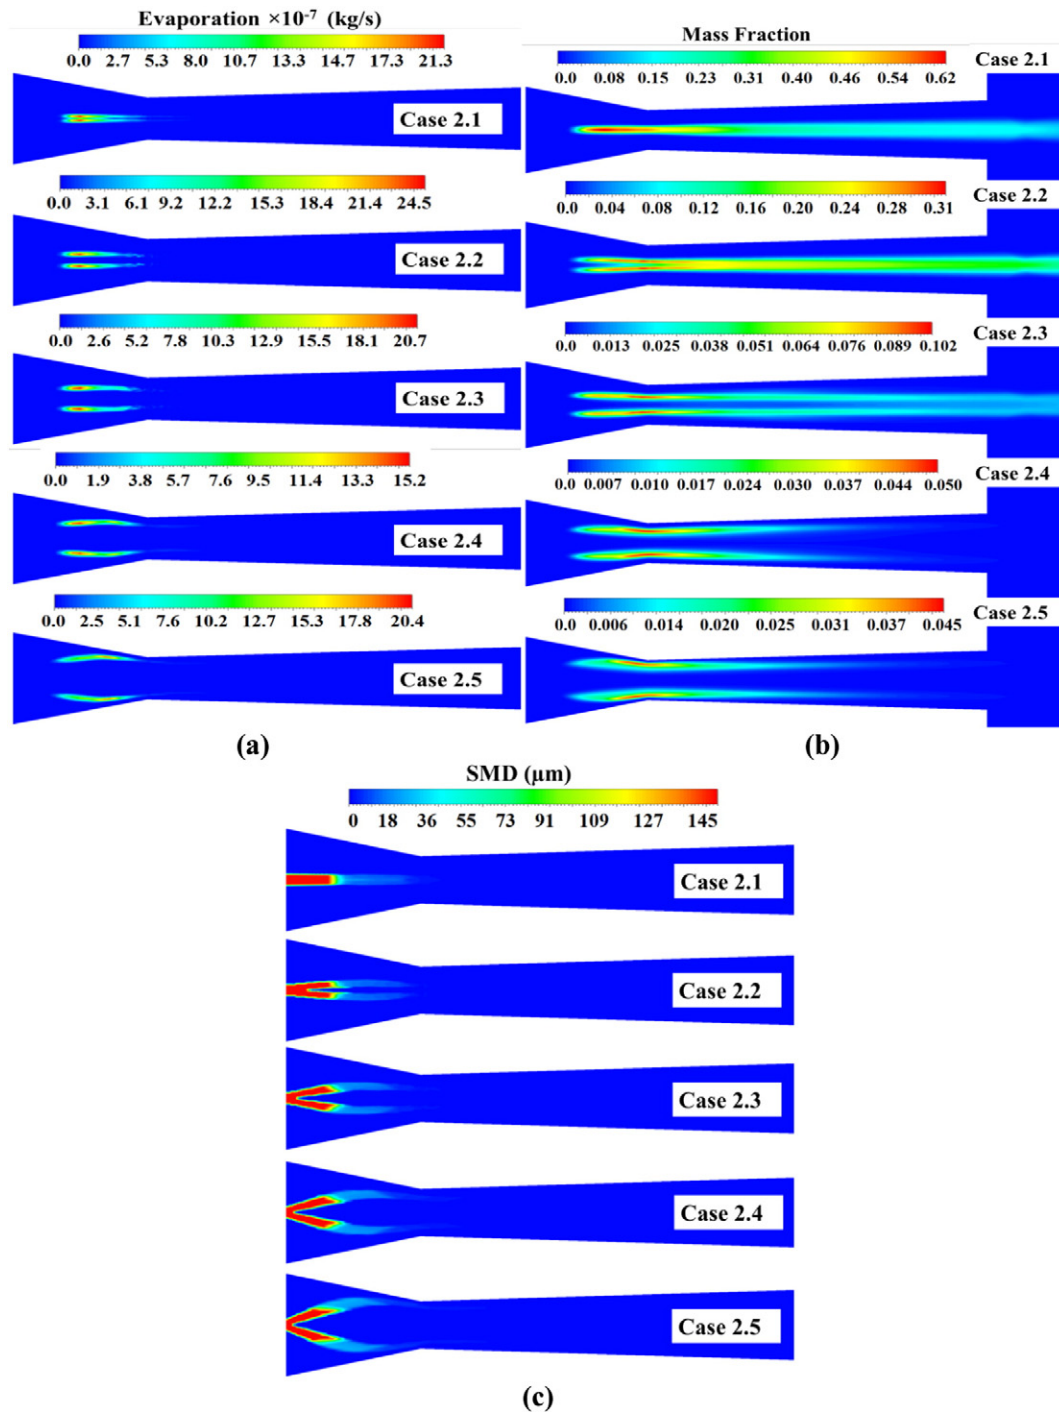 Evaporation ×10⁻⁷ (kg/s)
0.0 2.7 5.3 8.0 10.7 13.3 14.7 17.3 21.3
Case 2.1
0.0 3.1 6.1 9.2 12.2 15.3 18.4 21.4 24.5
Case 2.2
0.0 2.6 5.2 7.8 10.3 12.9 15.5 18.1 20.7
Case 2.3
0.0 1.9 3.8 5.7 7.6 9.5 11.4 13.3 15.2
Case 2.4
0.0 2.5 5.1 7.6 10.2 12.7 15.3 17.8 20.4
Case 2.5
(a)
Mass Fraction
Case 2.1
0.0 0.08 0.15 0.23 0.31 0.40 0.46 0.54 0.62
Case 2.2
0.0 0.04 0.08 0.12 0.16 0.20 0.24 0.28 0.31
Case 2.3
0.0 0.013 0.025 0.038 0.051 0.064 0.076 0.089 0.102
Case 2.4
0.0 0.007 0.010 0.017 0.024 0.030 0.037 0.044 0.050
Case 2.5
0.0 0.006 0.014 0.020 0.025 0.031 0.037 0.045
(b)
SMD (μm)
0 18 36 55 73 91 109 127 145
Case 2.1
Case 2.2
Case 2.3
Case 2.4
Case 2.5
(c)